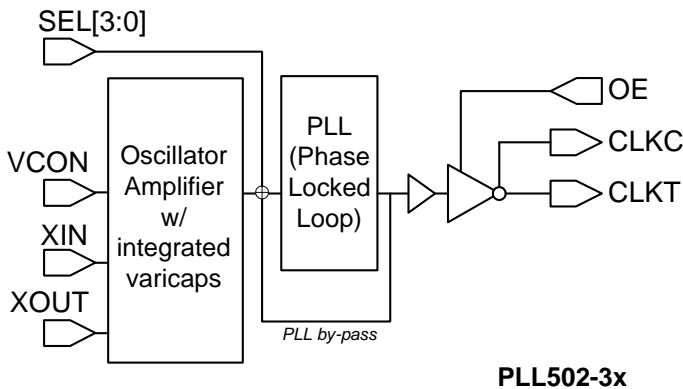 SEL[3:0]
OE
PLL
(Phase
Locked
Loop)
CLKC
VCON
Oscillator
Amplifier
w/
integrated
varicaps
CLKT
XIN
XOUT
PLL by-pass
PLL502-3x